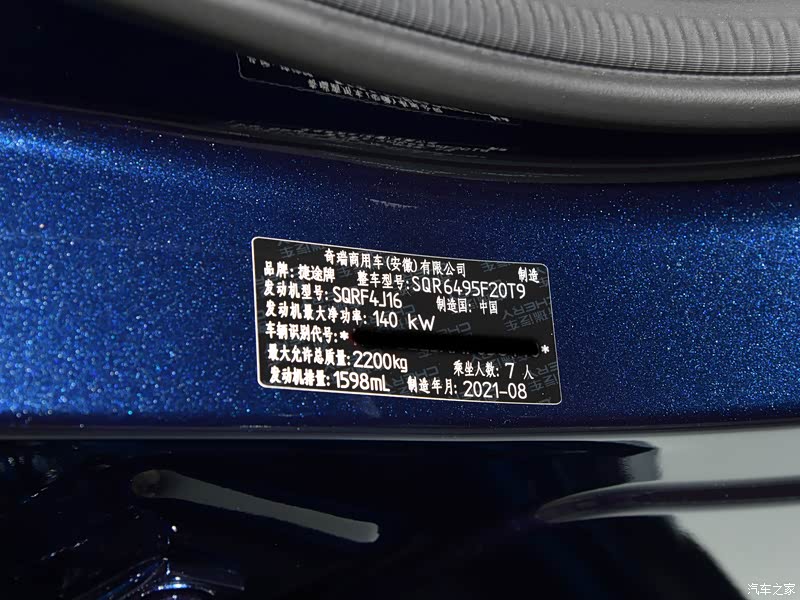 奇瑞商用车(安徽)有限公司 制造
品牌: 捷途牌 整车型号: SQR6495F20T9
发动机型号: SQRF4J16 制造国: 中国
发动机最大净功率: 140 kW
车辆识别代号: * *
最大允许总质量: 2200kg 乘坐人数: 7 人
发动机排量: 1598mL 制造年月: 2021-08
汽车之家